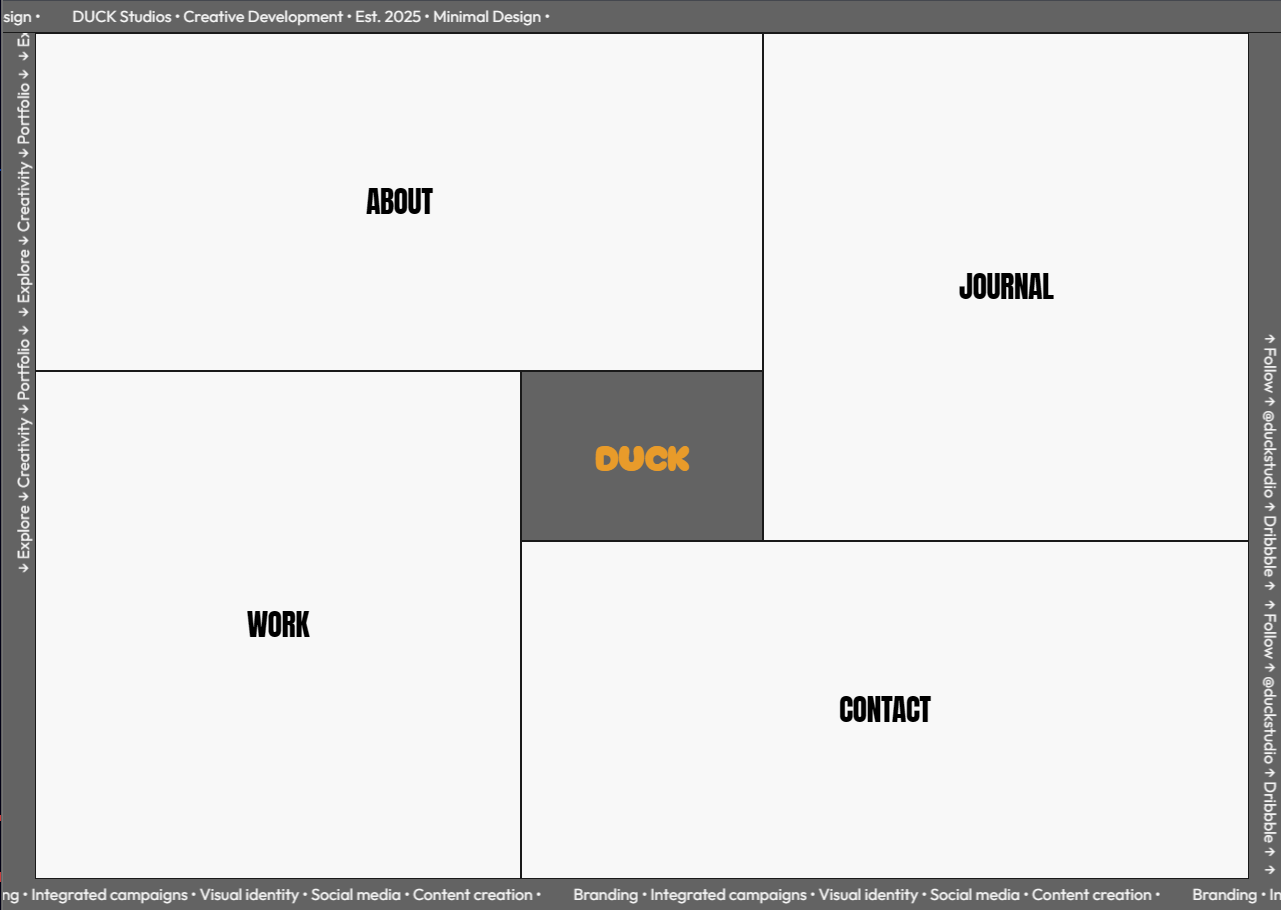 sign • DUCK Studios • Creative Development • Est. 2025 • Minimal Design •
→ Explore → Creativity → Portfolio → → Explore → Creativity → Portfolio → → Ex
ABOUT
JOURNAL
DUCK
WORK
CONTACT
↑ Follow ↑ @duckstudio ↑ Dribbble ↑ ↑ Follow ↑ @duckstudio ↑ Dribbble ↑ ↑
ng • Integrated campaigns • Visual identity • Social media • Content creation • Branding • Integrated campaigns • Visual identity • Social media • Content creation • Branding • In